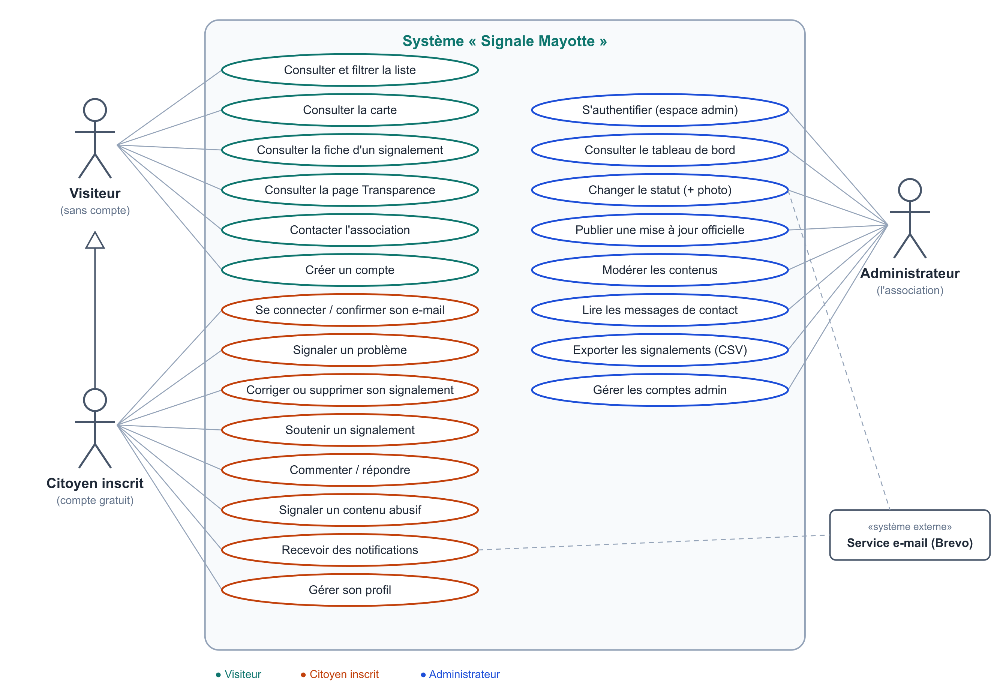 Système « Signale Mayotte »
Consulter et filtrer la liste
Consulter la carte
Consulter la fiche d'un signalement
Consulter la page Transparence
Contacter l'association
Créer un compte
Se connecter / confirmer son e-mail
Signaler un problème
Corriger ou supprimer son signalement
Soutenir un signalement
Commenter / répondre
Signaler un contenu abusif
Recevoir des notifications
Gérer son profil
S'authentifier (espace admin)
Consulter le tableau de bord
Changer le statut (+ photo)
Publier une mise à jour officielle
Modérer les contenus
Lire les messages de contact
Exporter les signalements (CSV)
Gérer les comptes admin
Visiteur
(sans compte)
Citoyen inscrit
(compte gratuit)
Administrateur
(l'association)
«système externe»
Service e-mail (Brevo)
● Visiteur
● Citoyen inscrit
● Administrateur